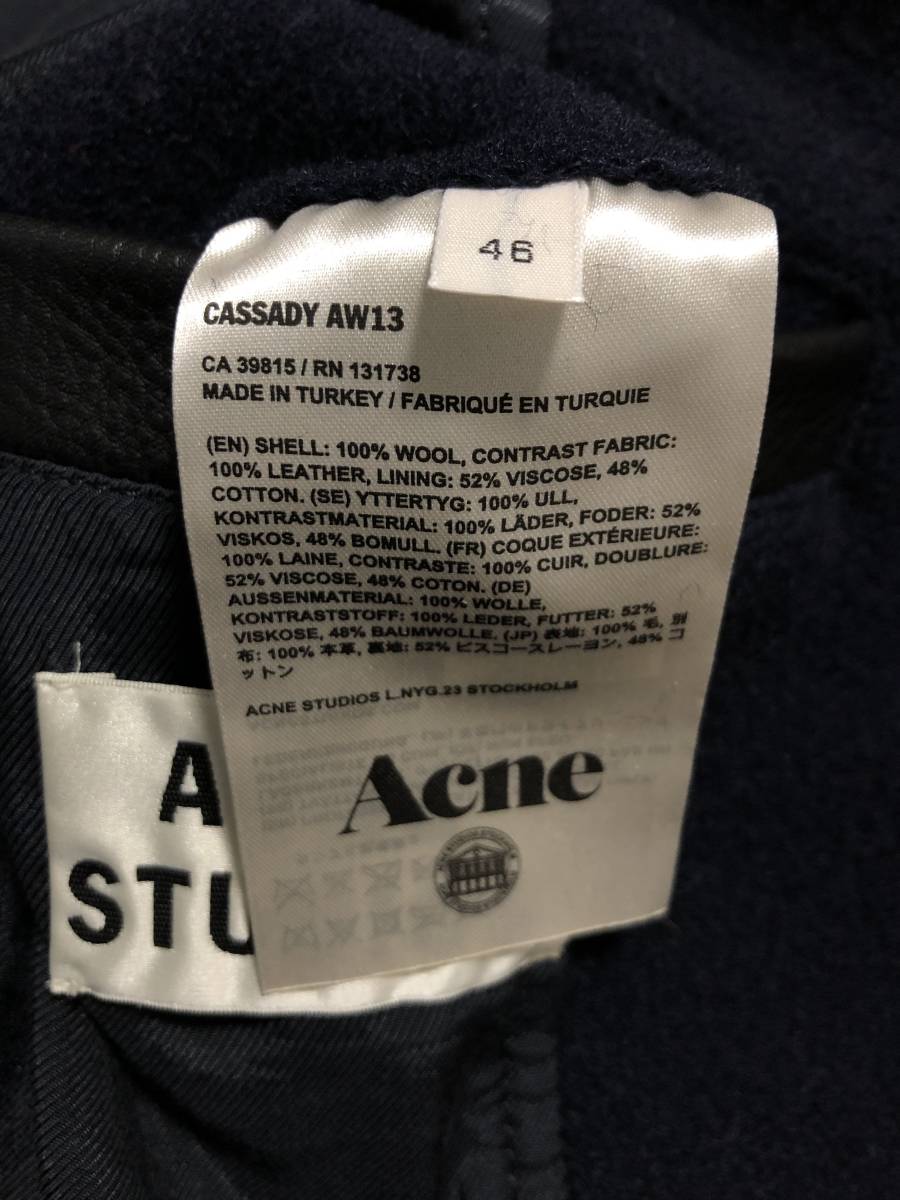 46
CASSADY AW13
CA 39815 / RN 131738
MADE IN TURKEY / FABRIQUÉ EN TURQUIE
(EN) SHELL: 100% WOOL, CONTRAST FABRIC:
100% LEATHER, LINING: 52% VISCOSE, 48%
COTTON. (SE) YTTERTYG: 100% ULL,
KONTRASTMATERIAL: 100% LÄDER, FODER: 52%
VISKOS, 48% BOMULL. (FR) COQUE EXTÉRIEURE:
100% LAINE, CONTRASTE: 100% CUIR, DOUBLURE:
52% VISCOSE, 48% COTON. (DE)
AUSSENMATERIAL: 100% WOLLE,
KONTRASTSTOFF: 100% LEDER, FUTTER: 52%
VISKOSE, 48% BAUMWOLLE. (JP) 表地: 100% 毛, 別
布: 100% 本革, 裏地: 52% ビスコースレーヨン, 48% コ
ットン
ACNE STUDIOS L.NYG.23 STOCKHOLM
Acne
A
STU